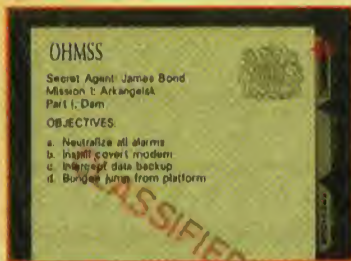 OHMSS
Secret Agent: James Bond
Mission 1: Arkangelsk
Part i: Dam
OBJECTIVES:
a. Neutralize all alarms
b. Install covert modem
c. Intercept data backup
d. Bungee jump from platform
CLASSIFIED